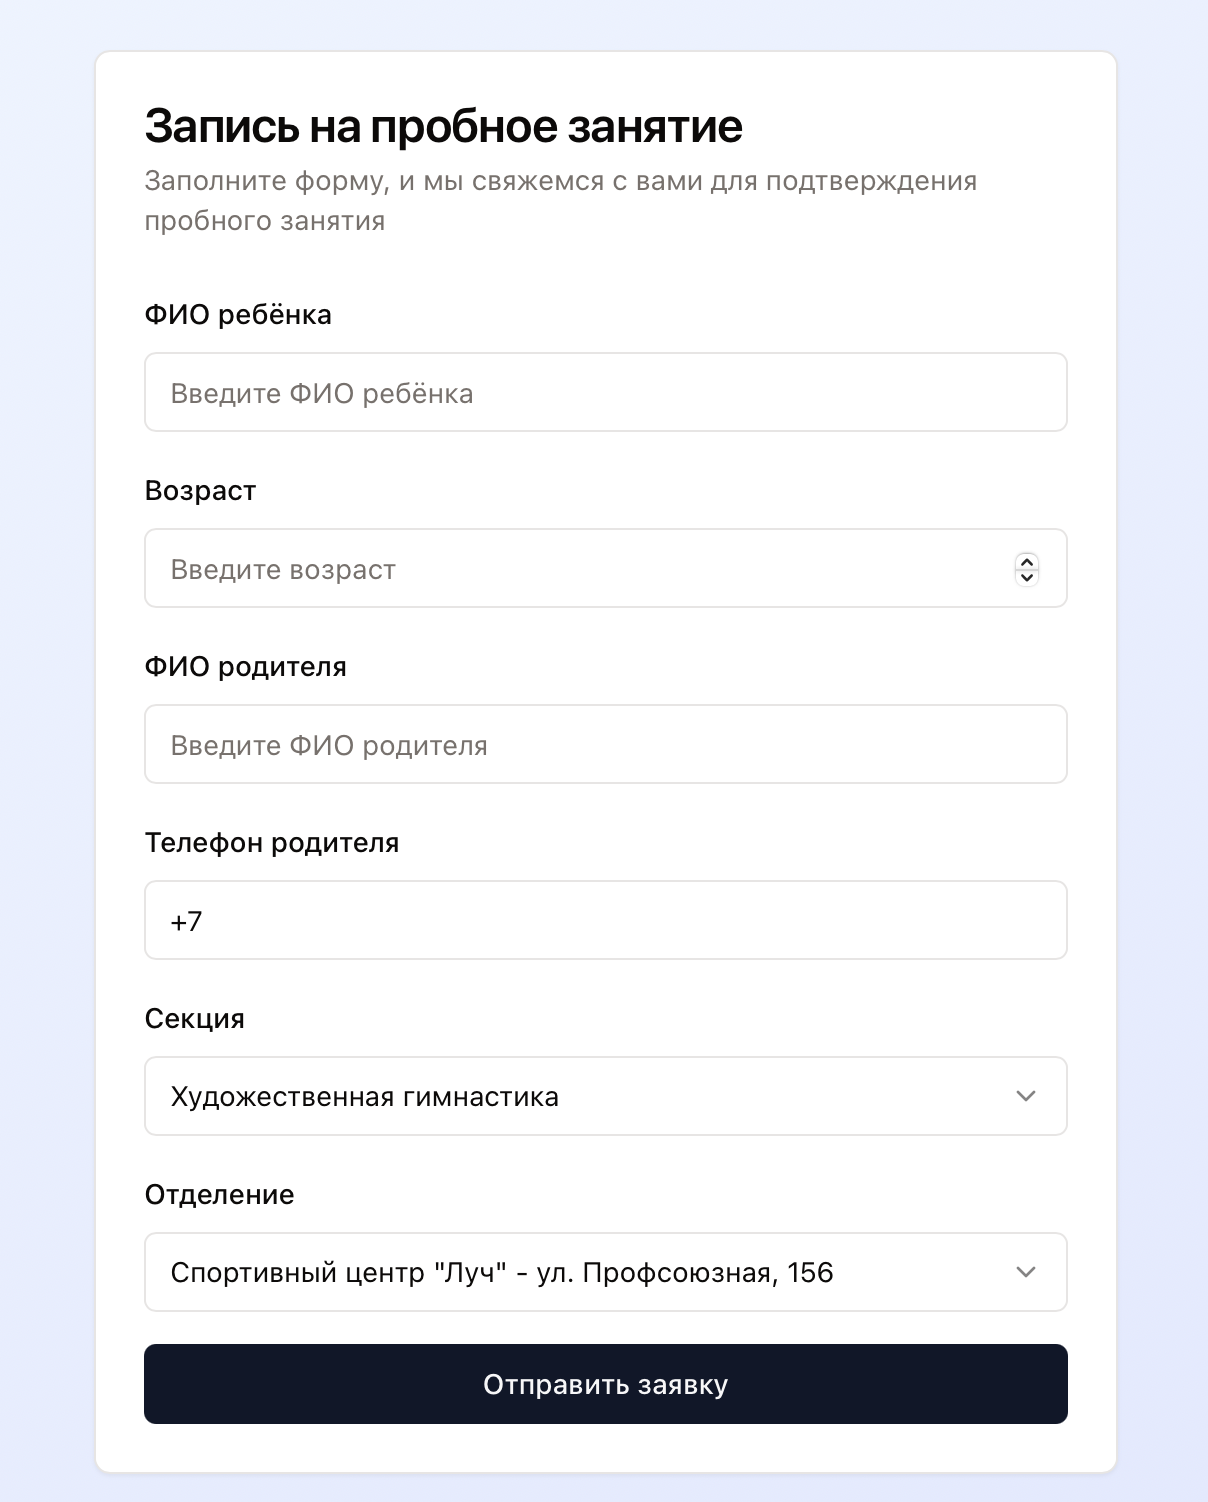 Запись на пробное занятие
Заполните форму, и мы свяжемся с вами для подтверждения
пробного занятия
ФИО ребёнка
Введите ФИО ребёнка
Возраст
Введите возраст
ФИО родителя
Введите ФИО родителя
Телефон родителя
+7
Секция
Художественная гимнастика
Отделение
Спортивный центр "Луч" - ул. Профсоюзная, 156
Отправить заявку